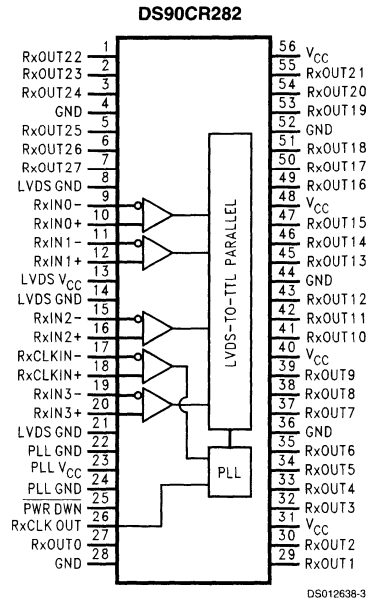 DS90CR282
RxOUT22 1
RxOUT23 2
RxOUT24 3
GND 4
RxOUT25 5
RxOUT26 6
RxOUT27 7
LVDS GND 8
RxIN0- 9
RxIN0+ 10
RxIN1- 11
RxIN1+ 12
LVDS VCC 13
LVDS GND 14
RxIN2- 15
RxIN2+ 16
RxCLKIN- 17
RxCLKIN+ 18
RxIN3- 19
RxIN3+ 20
LVDS GND 21
PLL GND 22
PLL VCC 23
PLL GND 24
PWR DWN 25
RxCLK OUT 26
RxOUT0 27
GND 28
LVDS-TO-TTL PARALLEL
PLL
56 VCC
55 RxOUT21
54 RxOUT20
53 RxOUT19
52 GND
51 RxOUT18
50 RxOUT17
49 RxOUT16
48 VCC
47 RxOUT15
46 RxOUT14
45 RxOUT13
44 GND
43 RxOUT12
42 RxOUT11
41 RxOUT10
40 VCC
39 RxOUT9
38 RxOUT8
37 RxOUT7
36 GND
35 RxOUT6
34 RxOUT5
33 RxOUT4
32 RxOUT3
31 VCC
30 RxOUT2
29 RxOUT1
DS012638-3